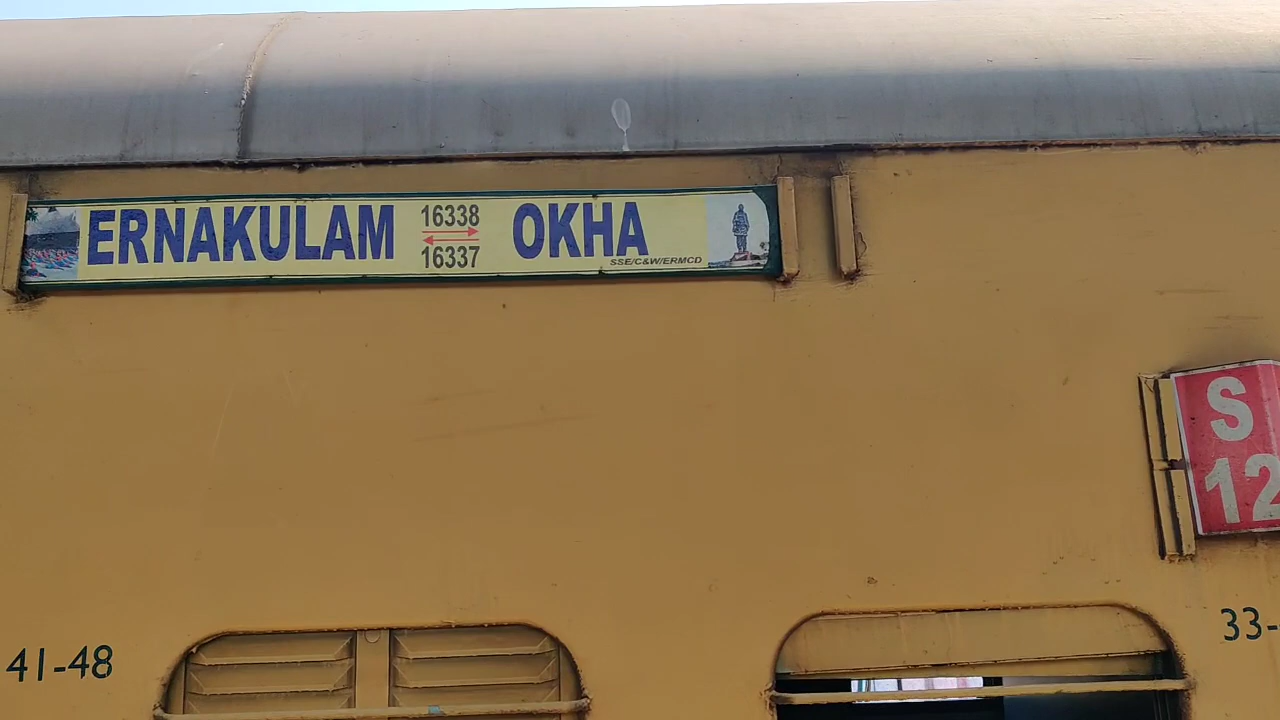 ERNAKULAM
16338
16337
OKHA
SSE/C&W/ERMCD
S
12
41-48
33-